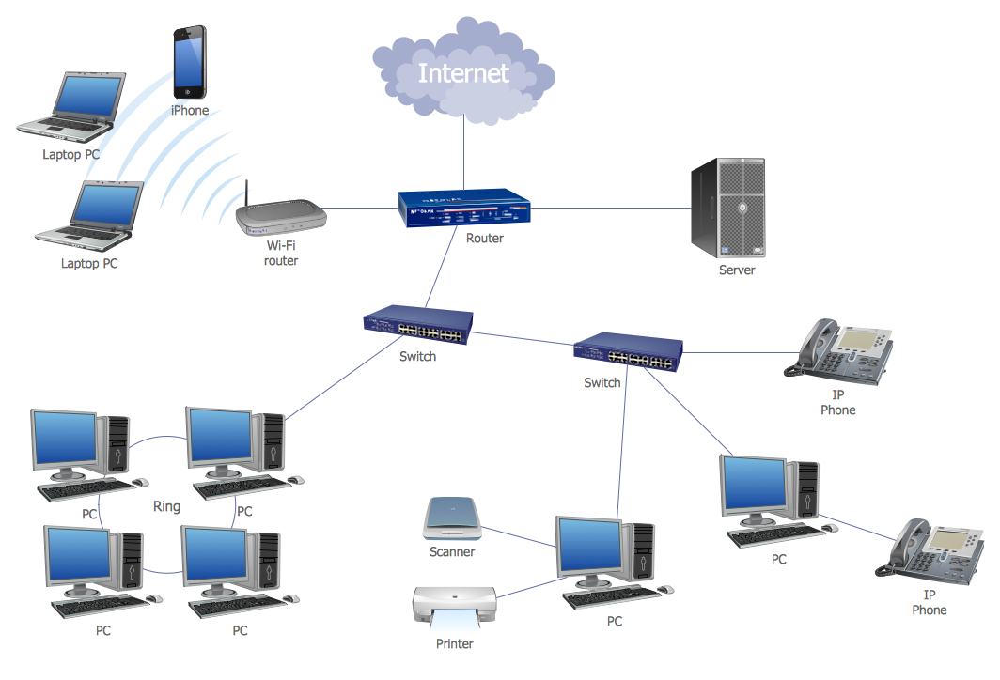 Internet
iPhone
Laptop PC
Laptop PC
Wi-Fi
router
Router
Server
Switch
Switch
IP
Phone
PC
Ring
PC
PC
PC
Scanner
Printer
PC
PC
IP
Phone